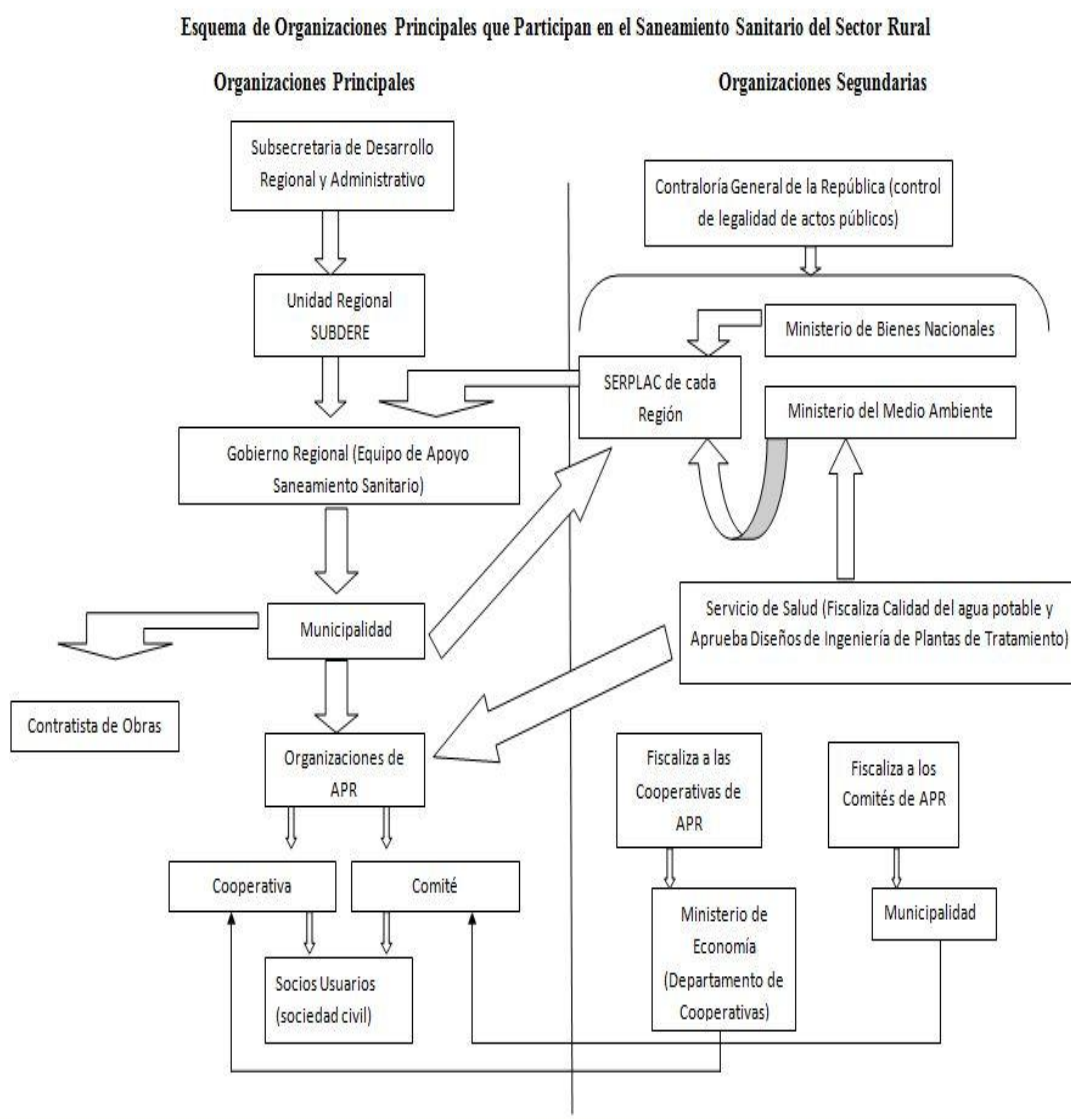 Esquema de Organizaciones Principales que Participan en el Saneamiento Sanitario del Sector Rural
Organizaciones Principales
Organizaciones Segundarias
Subsecretaria de Desarrollo
Regional y Administrativo
Unidad Regional
SUBDERE
Gobierno Regional (Equipo de Apoyo
Saneamiento Sanitario)
Municipalidad
Contratista de Obras
Organizaciones de
APR
Cooperativa
Comité
Socios Usuarios
(sociedad civil)
Contraloría General de la República (control
de legalidad de actos públicos)
Ministerio de Bienes Nacionales
SERPLAC de cada
Región
Ministerio del Medio Ambiente
Servicio de Salud (Fiscaliza Calidad del agua potable y
Aprueba Diseños de Ingeniería de Plantas de Tratamiento)
Fiscaliza a las
Cooperativas de
APR
Fiscaliza a los
Comités de APR
Ministerio de
Economía
(Departamento de
Cooperativas)
Municipalidad